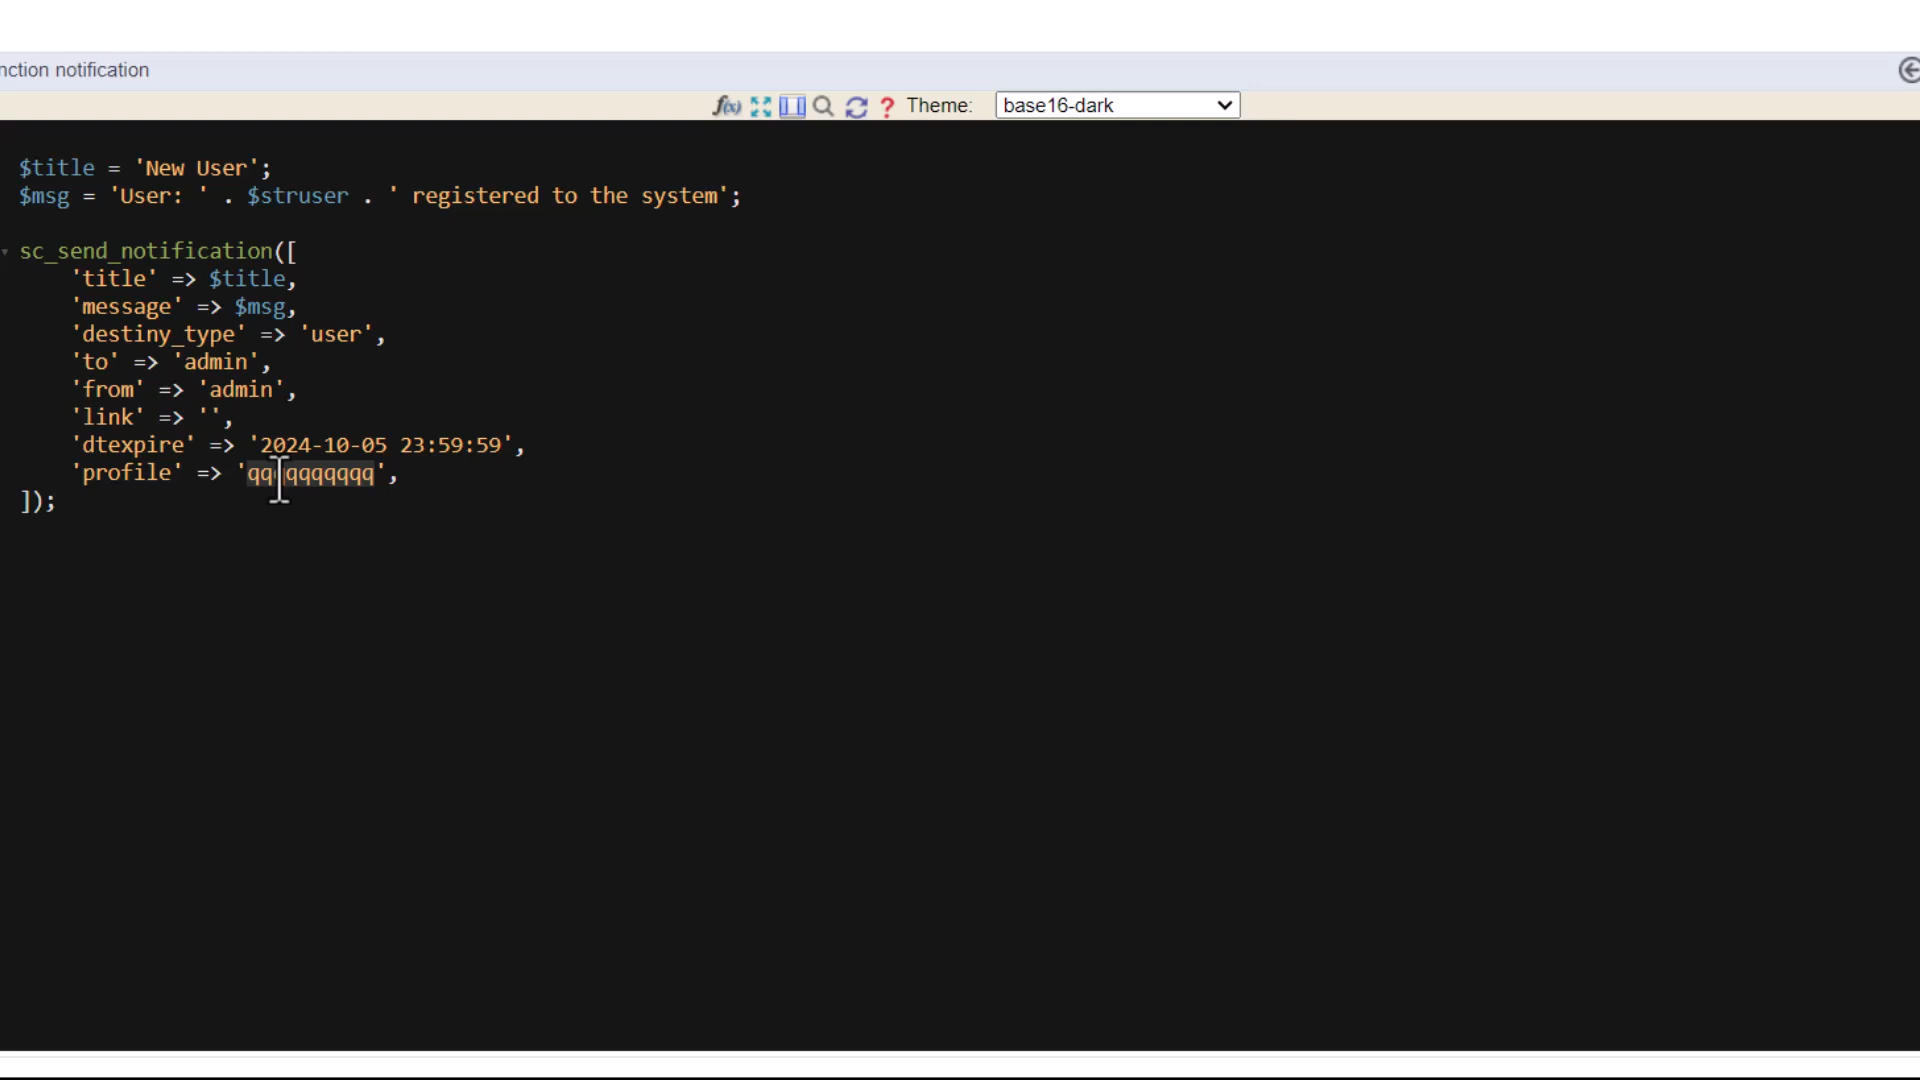 nction notification
f(x) ? Theme: base16-dark
$title = 'New User';
$msg = 'User: ' . $struser . ' registered to the system';
sc_send_notification([
'title' => $title,
'message' => $msg,
'destiny_type' => 'user',
'to' => 'admin',
'from' => 'admin',
'link' => '',
'dtexpire' => '2024-10-05 23:59:59',
'profile' => 'qqqqqqqqqq',
]);